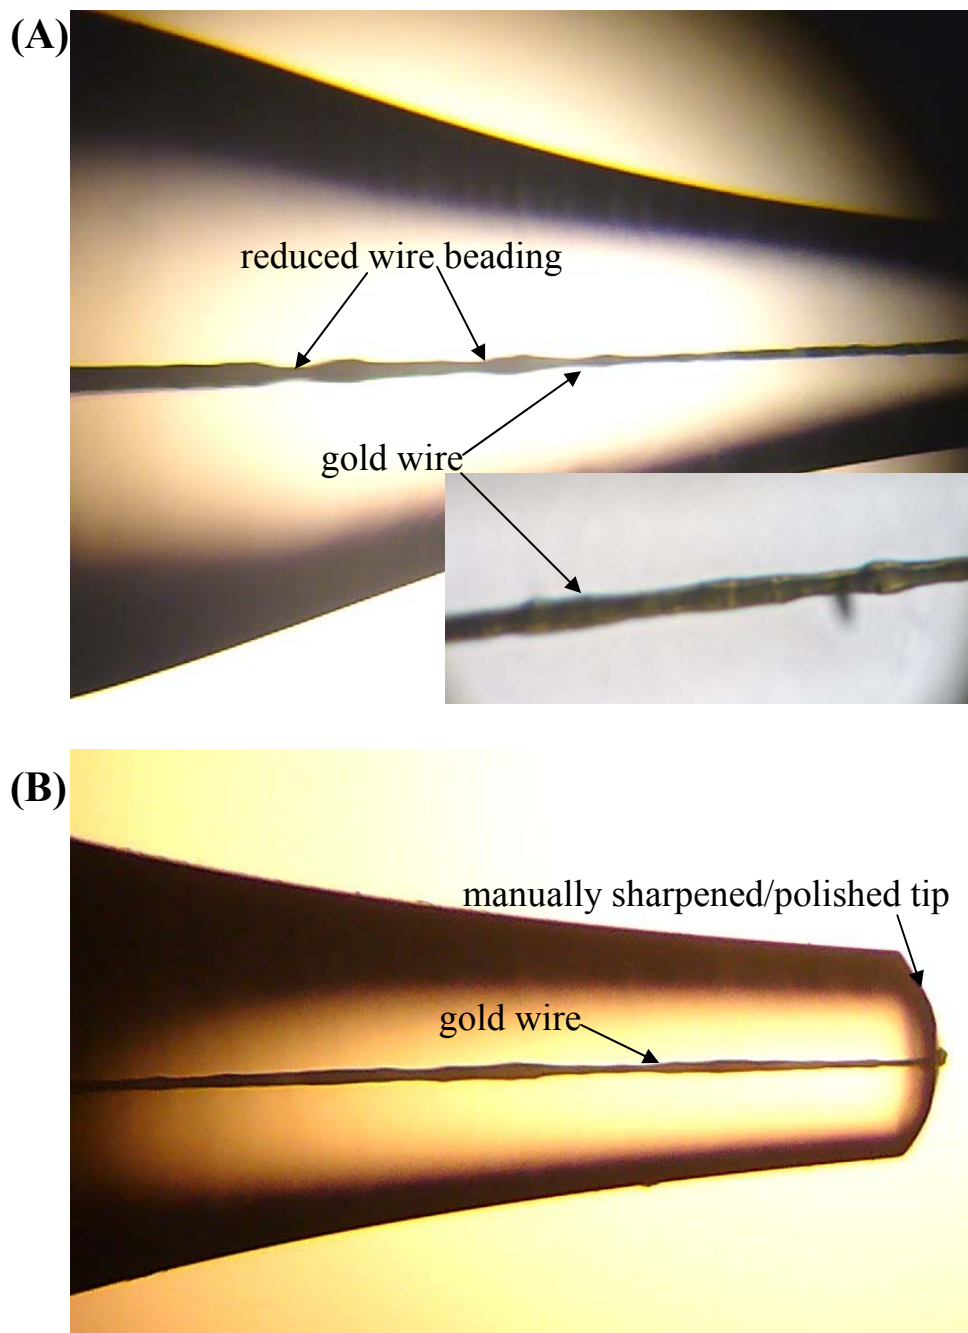 (A)
reduced wire beading
gold wire
(B)
manually sharpened/polished tip
gold wire